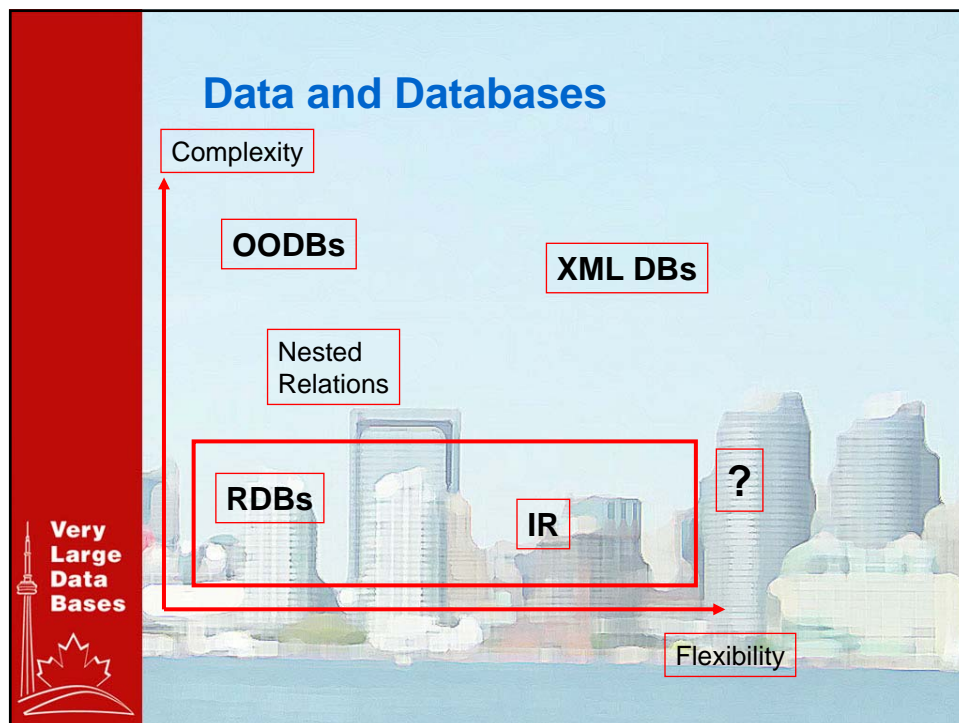 Data and Databases
Complexity
OODBs
XML DBs
Nested
Relations
RDBs
IR
?
Flexibility
Very
Large
Data
Bases